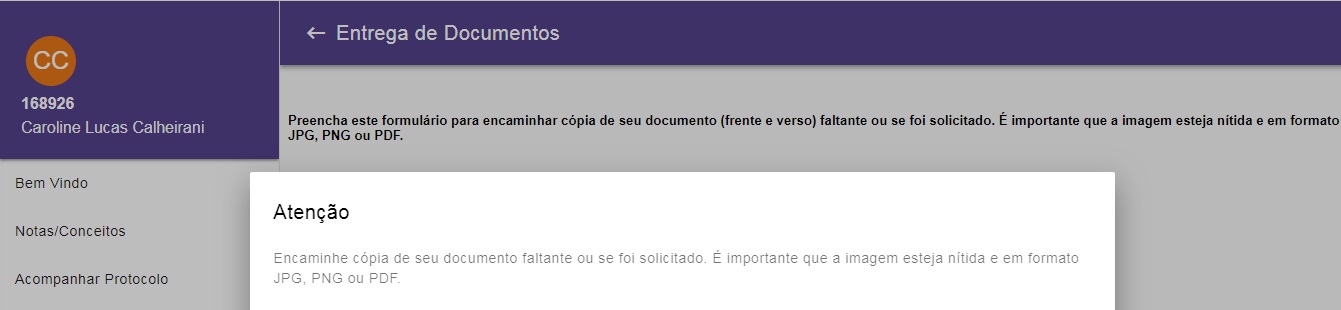 CC
168926
Caroline Lucas Calheirani
Bem Vindo
Notas/Conceitos
Acompanhar Protocolo
← Entrega de Documentos
Preencha este formulário para encaminhar cópia de seu documento (frente e verso) faltante ou se foi solicitado. É importante que a imagem esteja nítida e em formato
JPG, PNG ou PDF.
Atenção
Encaminhe cópia de seu documento faltante ou se foi solicitado. É importante que a imagem esteja nítida e em formato
JPG, PNG ou PDF.